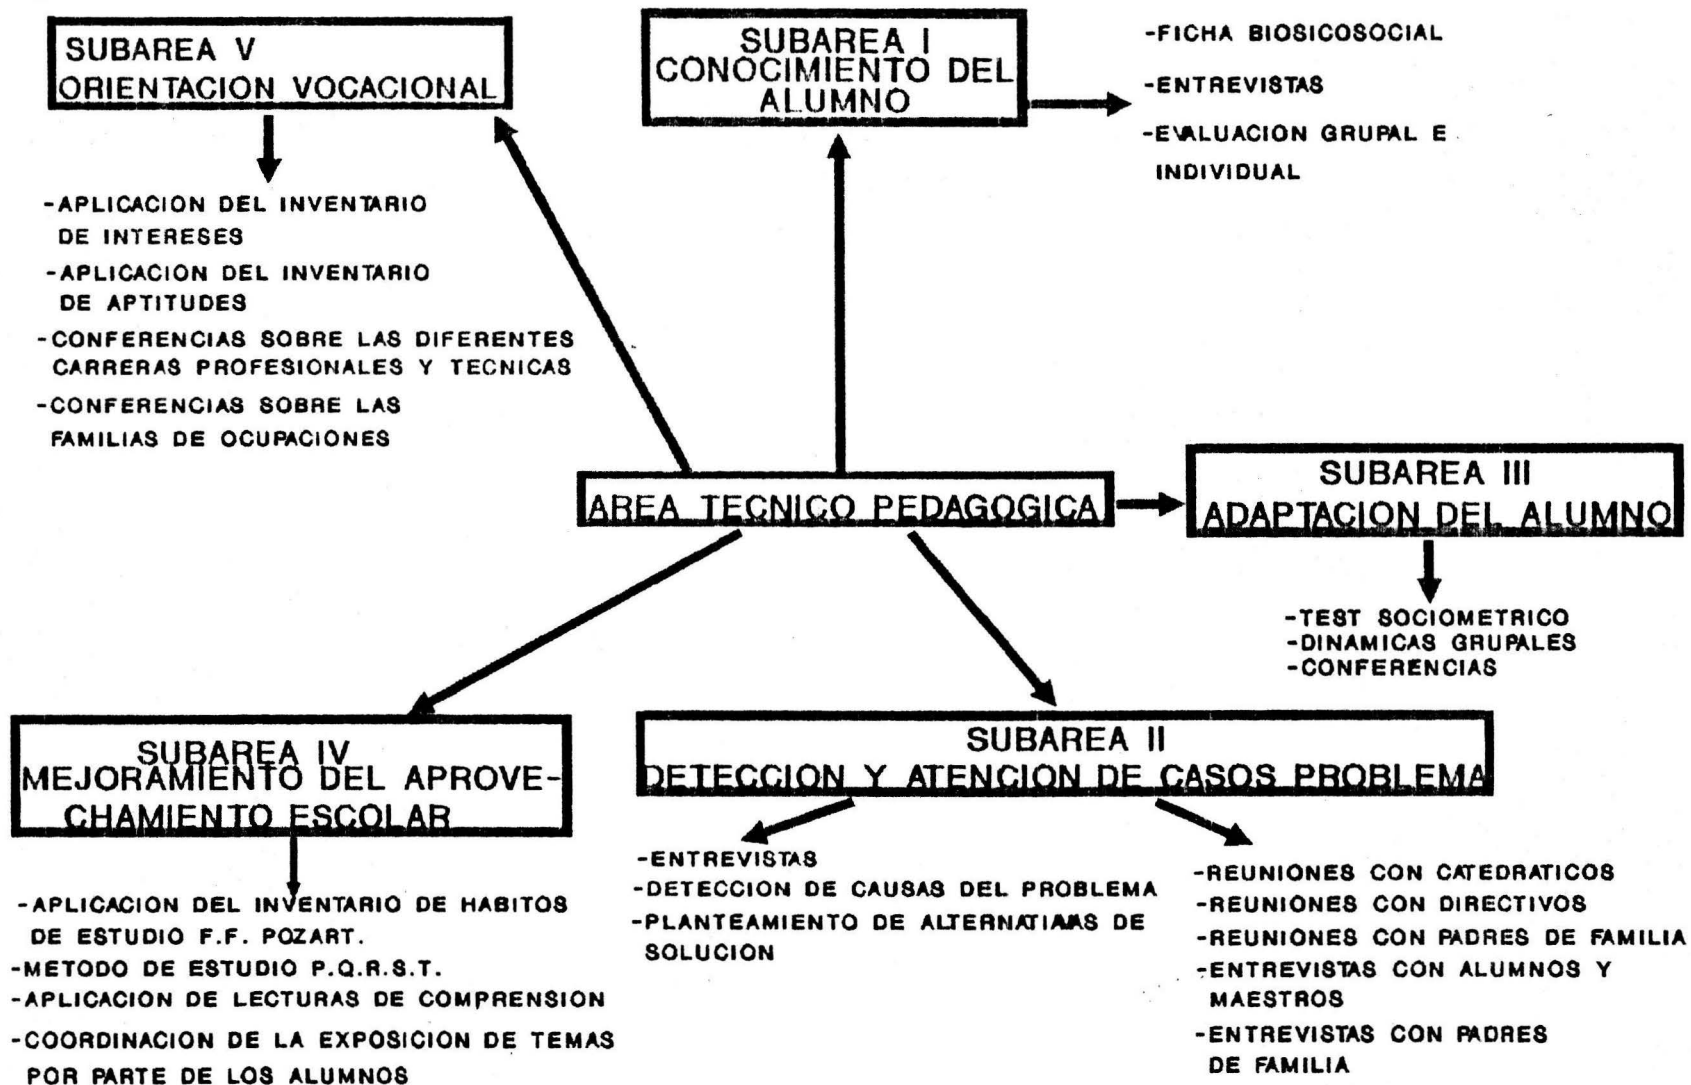 SUBAREA V
ORIENTACION VOCACIONAL
-APLICACION DEL INVENTARIO
DE INTERESES
-APLICACION DEL INVENTARIO
DE APTITUDES
-CONFERENCIAS SOBRE LAS DIFERENTES
CARRERAS PROFESIONALES Y TECNICAS
-CONFERENCIAS SOBRE LAS
FAMILIAS DE OCUPACIONES
SUBAREA I
CONOCIMIENTO DEL
ALUMNO
-FICHA BIOSICOSOCIAL
-ENTREVISTAS
-EVALUACION GRUPAL E
INDIVIDUAL
AREA TECNICO PEDAGOGICA
SUBAREA III
ADAPTACION DEL ALUMNO
-TEST SOCIOMETRICO
-DINAMICAS GRUPALES
-CONFERENCIAS
SUBAREA IV
MEJORAMIENTO DEL APROVE-
CHAMIENTO ESCOLAR
-APLICACION DEL INVENTARIO DE HABITOS
DE ESTUDIO F.F. POZART.
-METODO DE ESTUDIO P.Q.R.S.T.
-APLICACION DE LECTURAS DE COMPRENSION
-COORDINACION DE LA EXPOSICION DE TEMAS
POR PARTE DE LOS ALUMNOS
SUBAREA II
DETECCION Y ATENCION DE CASOS PROBLEMA
-ENTREVISTAS
-DETECCION DE CAUSAS DEL PROBLEMA
-PLANTEAMIENTO DE ALTERNATIVAS DE
SOLUCION
-REUNIONES CON CATEDRATICOS
-REUNIONES CON DIRECTIVOS
-REUNIONES CON PADRES DE FAMILIA
-ENTREVISTAS CON ALUMNOS Y
MAESTROS
-ENTREVISTAS CON PADRES
DE FAMILIA